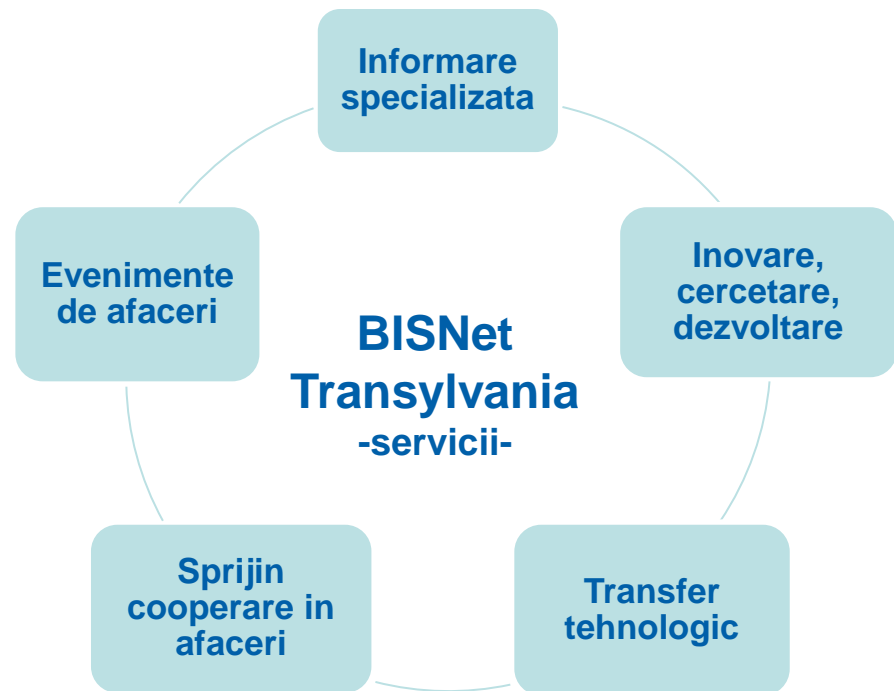 Informare
specializata
Inovare,
cercetare,
dezvoltare
Transfer
tehnologic
Sprijin
cooperare in
afaceri
Evenimente
de afaceri
BISNet
Transylvania
-servicii-